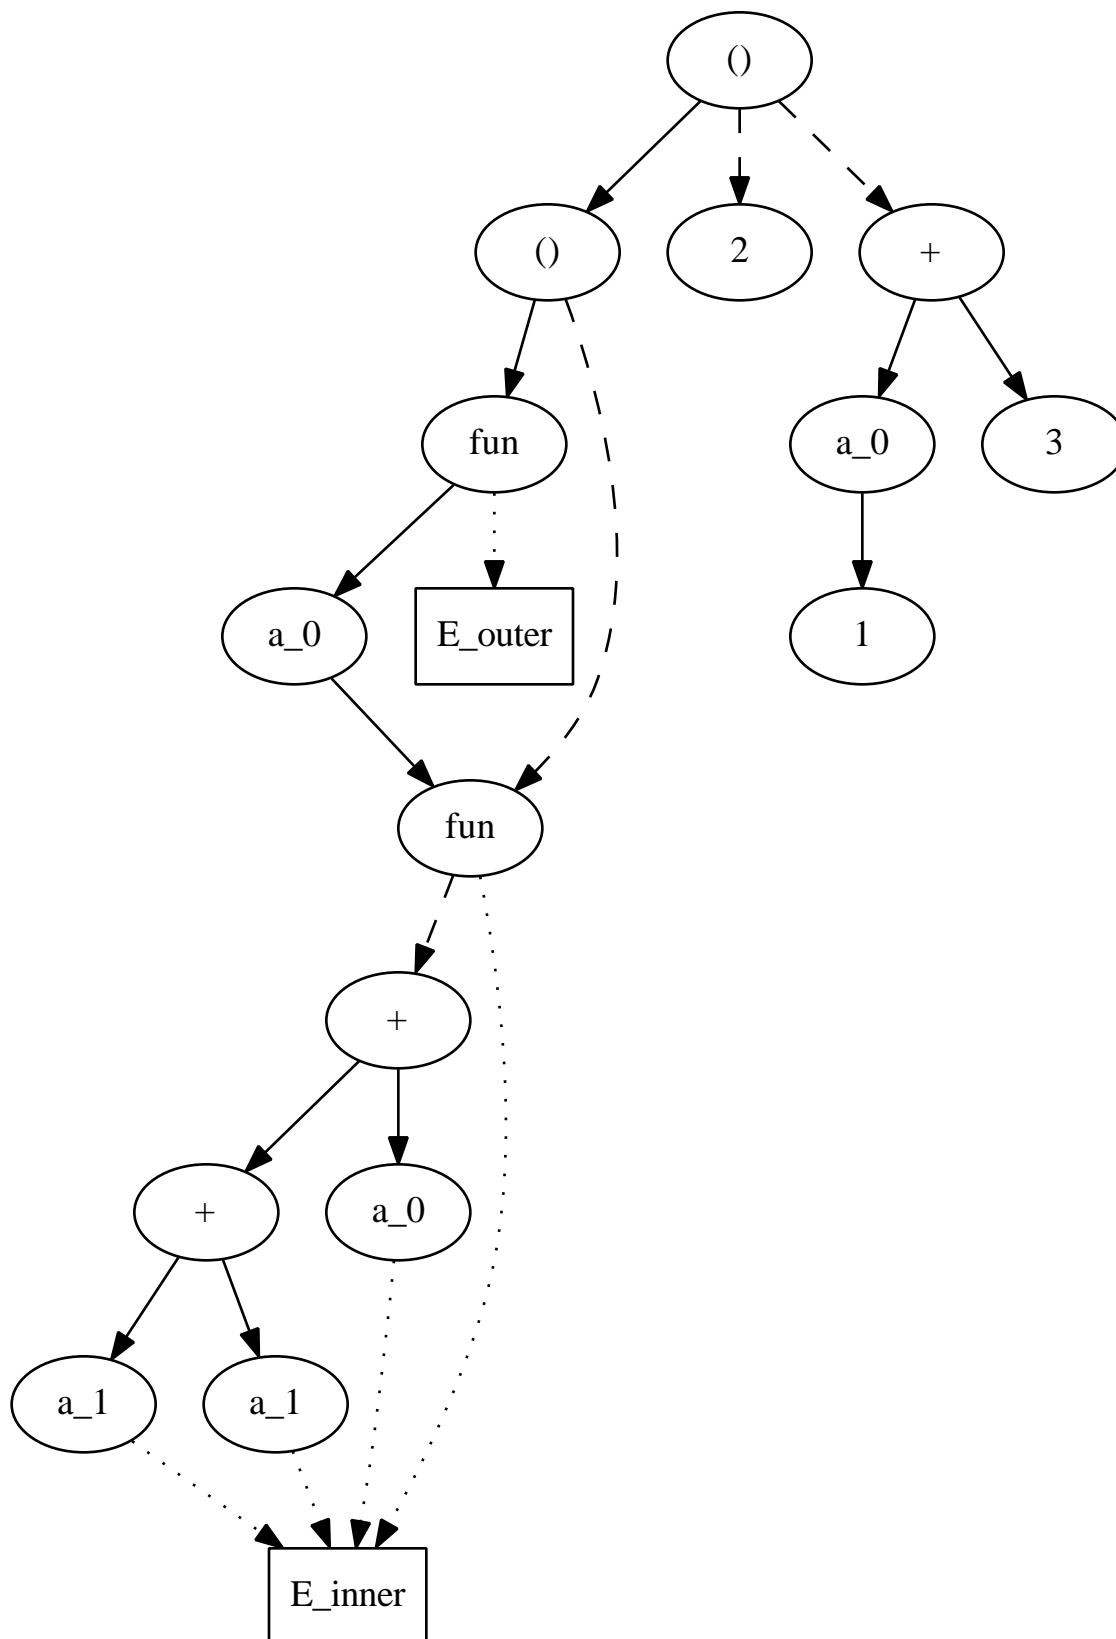 ()
()
2
+
fun
a_0
3
a_0
E_outer
1
fun
+
+
a_0
a_1
a_1
E_inner